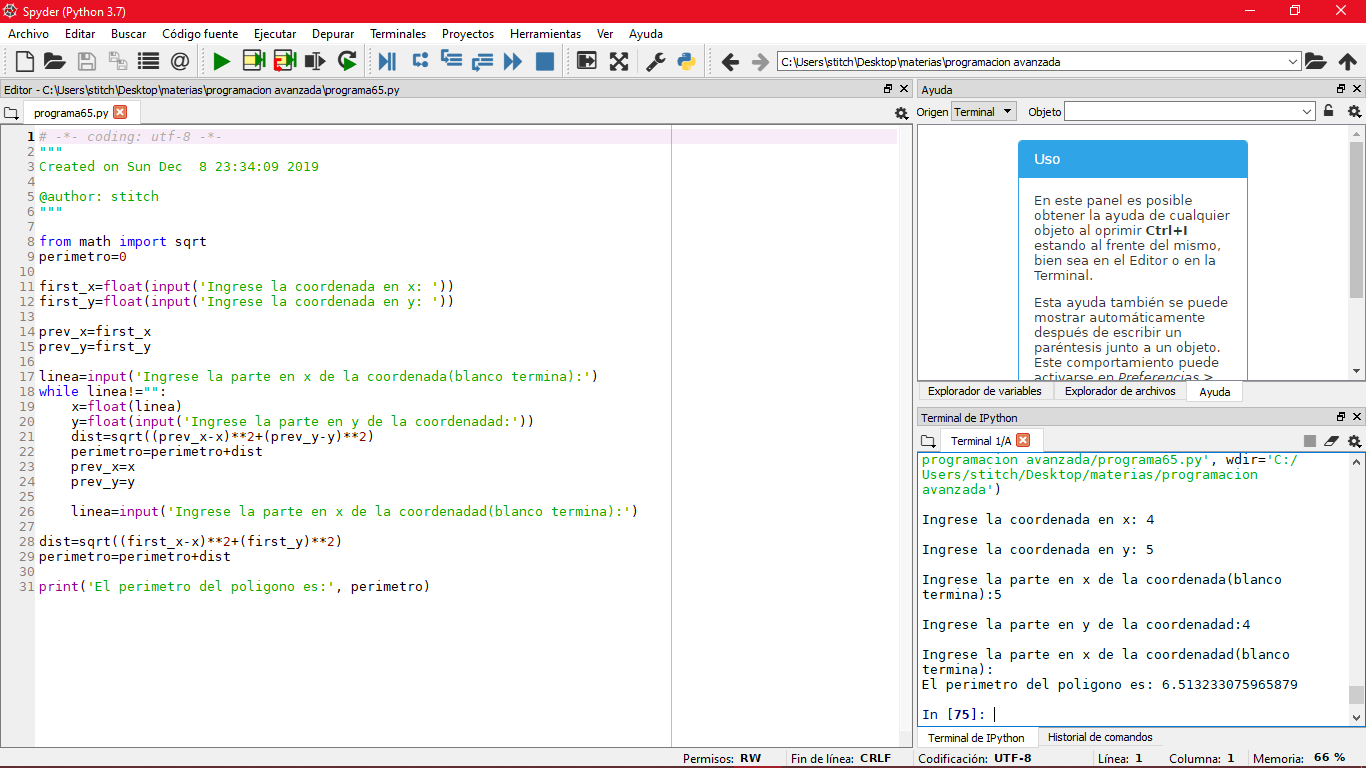 Spyder (Python 3.7)
Archivo Editar Buscar Código fuente Ejecutar Depurar Terminales Proyectos Herramientas Ver Ayuda
C:\Users\stitch\Desktop\materias\programacion avanzada
Editor - C:\Users\stitch\Desktop\materias\programacion avanzada\programa65.py
programa65.py
1 # -*- coding: utf-8 -*-
2 """
3 Created on Sun Dec  8 23:34:09 2019
4
5 @author: stitch
6 """
7
8 from math import sqrt
9 perimetro=0
10
11 first_x=float(input('Ingrese la coordenada en x: '))
12 first_y=float(input('Ingrese la coordenada en y: '))
13
14 prev_x=first_x
15 prev_y=first_y
16
17 linea=input('Ingrese la parte en x de la coordenada(blanco termina):')
18 while linea!="":
19     x=float(linea)
20     y=float(input('Ingrese la parte en y de la coordenadad:'))
21     dist=sqrt((prev_x-x)**2+(prev_y-y)**2)
22     perimetro=perimetro+dist
23     prev_x=x
24     prev_y=y
25
26     linea=input('Ingrese la parte en x de la coordenadad(blanco termina):')
27
28 dist=sqrt((first_x-x)**2+(first_y)**2)
29 perimetro=perimetro+dist
30
31 print('El perimetro del poligono es:', perimetro)
Ayuda
Origen Terminal Objeto
Uso
En este panel es posible
obtener la ayuda de cualquier
objeto al oprimir Ctrl+I
estando al frente del mismo,
bien sea en el Editor o en la
Terminal.
Esta ayuda también se puede
mostrar automáticamente
después de escribir un
paréntesis junto a un objeto.
Este comportamiento puede
activarse en Preferencias >
Explorador de variables Explorador de archivos Ayuda
Terminal de IPython
Terminal 1/A
programacion avanzada/programa65.py', wdir='C:/
Users/stitch/Desktop/materias/programacion
avanzada')
Ingrese la coordenada en x: 4
Ingrese la coordenada en y: 5
Ingrese la parte en x de la coordenada(blanco
termina):5
Ingrese la parte en y de la coordenadad:4
Ingrese la parte en x de la coordenadad(blanco
termina):
El perimetro del poligono es: 6.513233075965879
In [75]:
Terminal de IPython Historial de comandos
Permisos: RW Fin de línea: CRLF Codificación: UTF-8 Línea: 1 Columna: 1 Memoria: 66 %